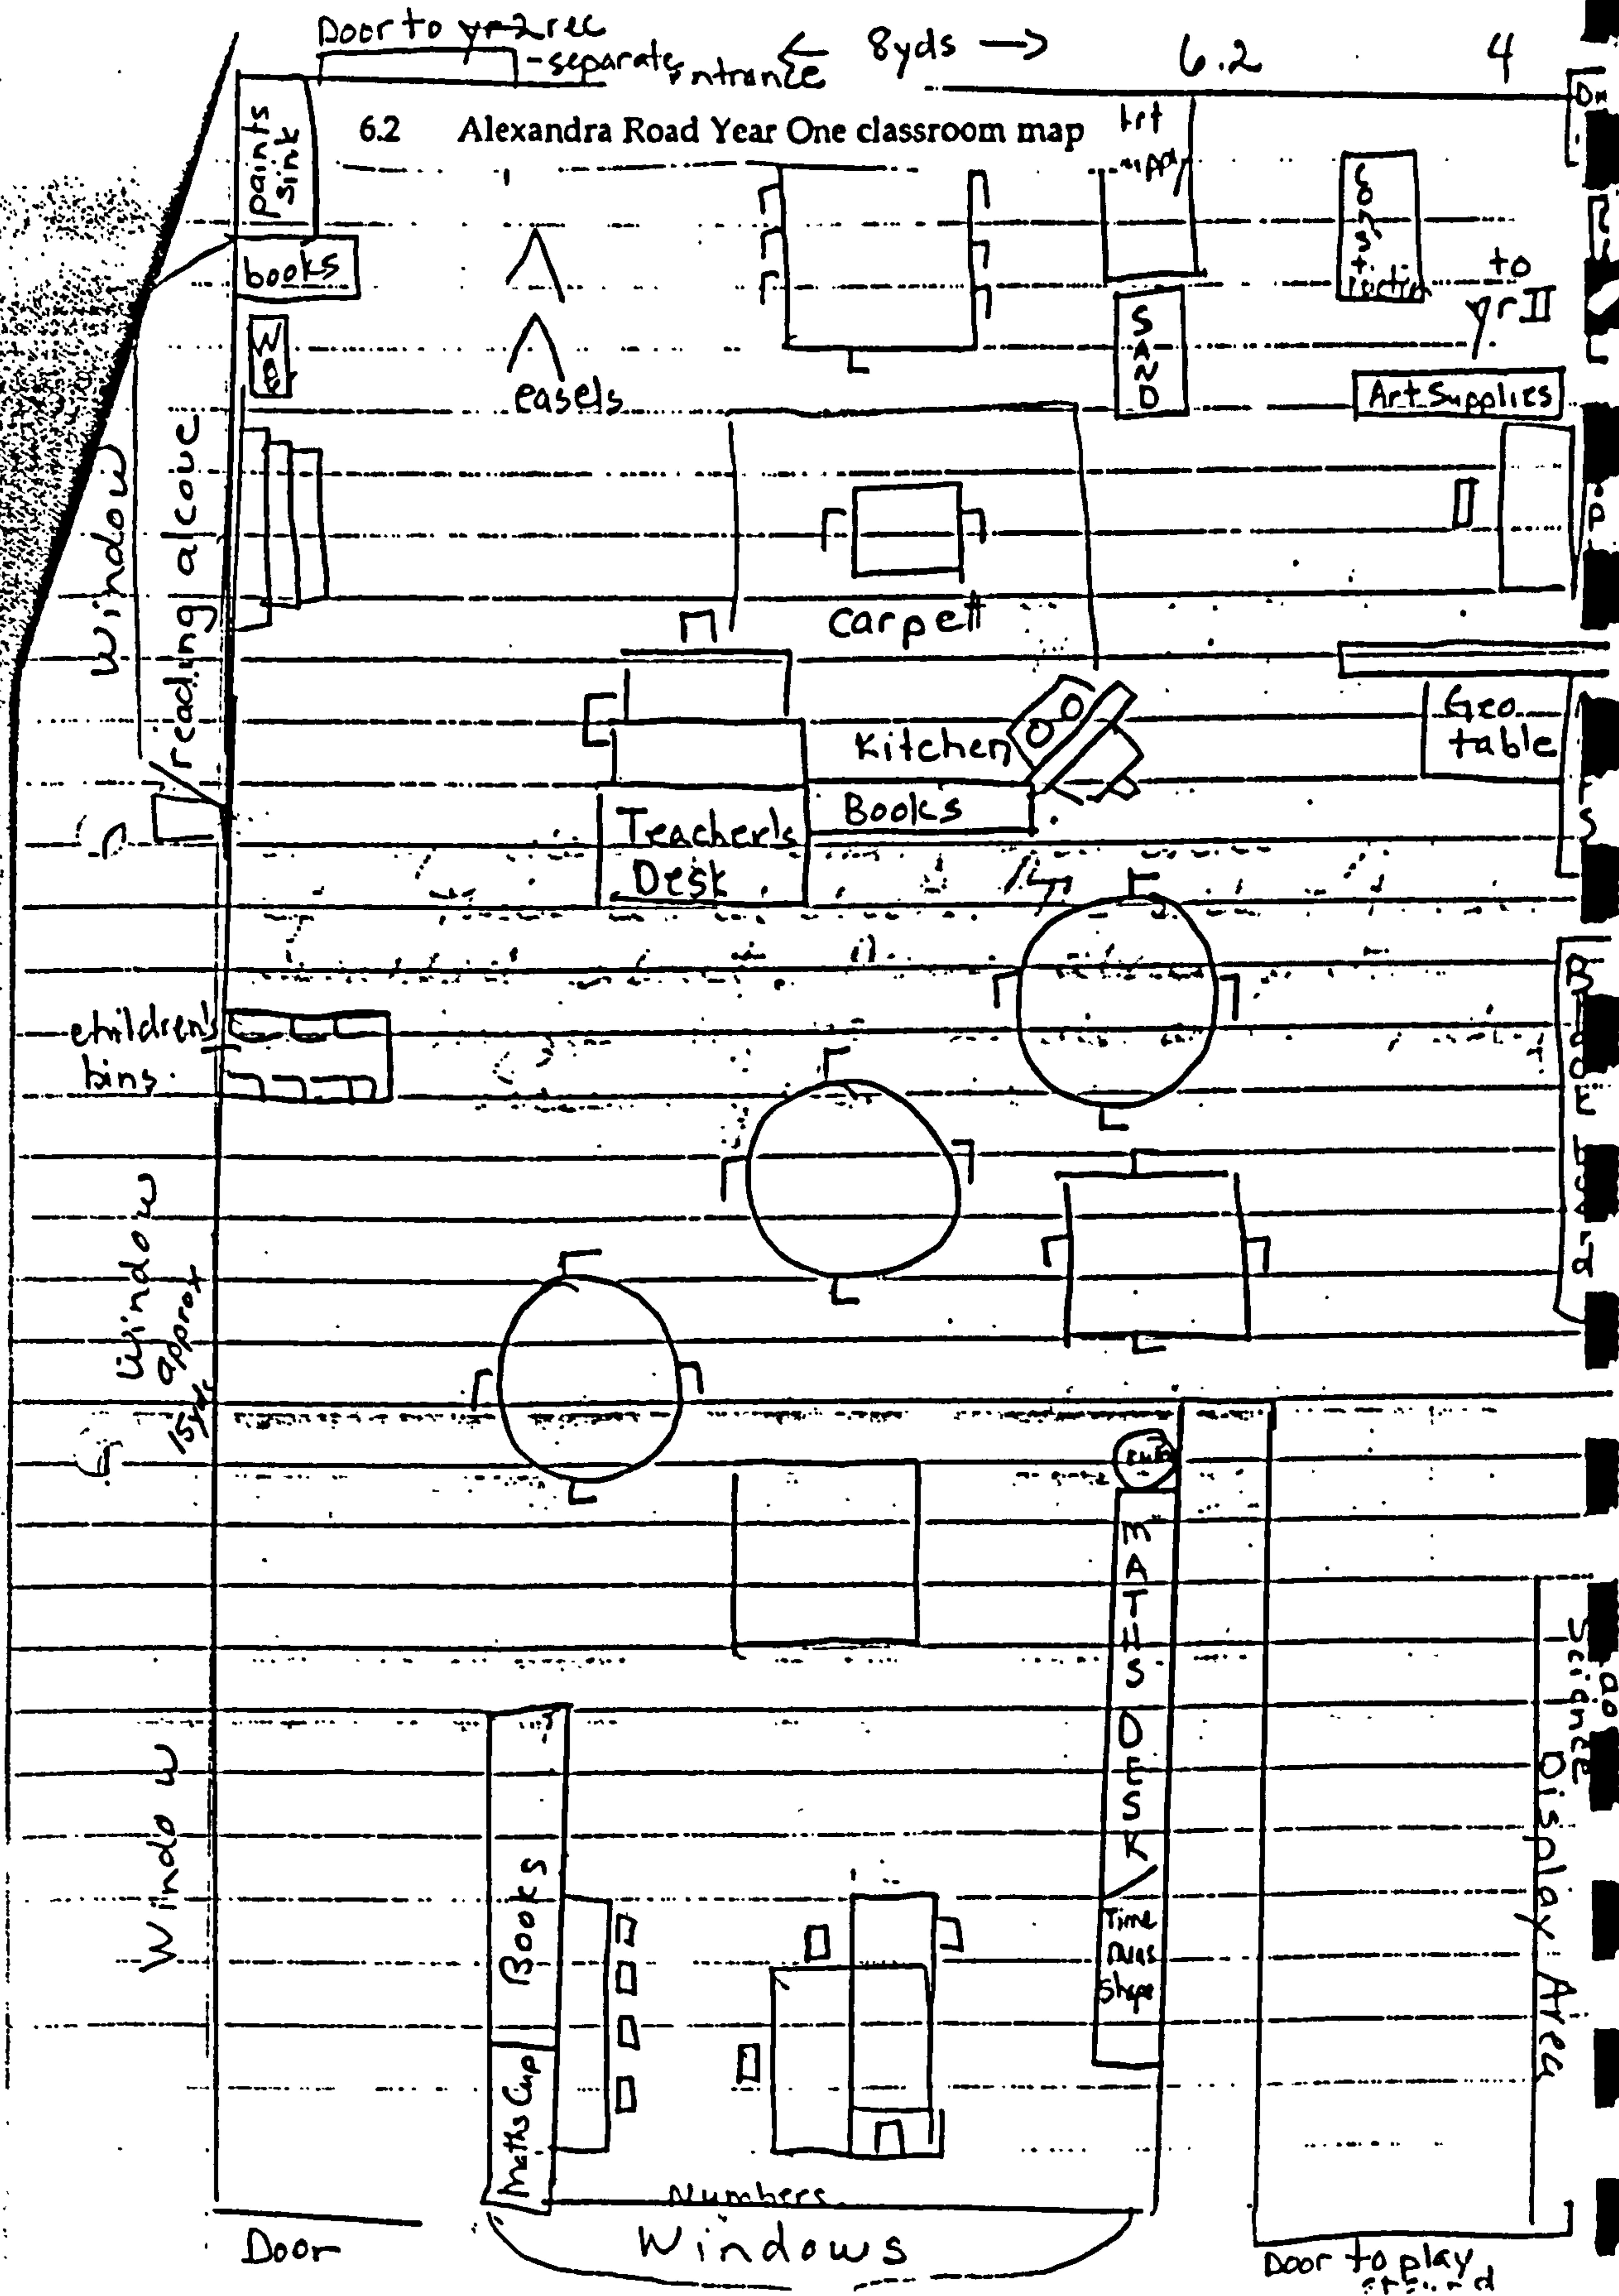 Door to yr 2 rec
- separate entrance
← 8yds →
6.2
4
6.2 Alexandra Road Year One classroom map
paints
sink
Art
supply
books
easels
SAND
to
yr II
Art Supplies
Window
reading alcove
carpet
Kitchen
Books
Geo
table
Teacher's
Desk
children's
bins
Window
approx
15yds
MATHS DESK
Time
Shape
Science
Display Area
Window
Books
Maths Cup
Numbers
Door
Windows
Door to play
ground